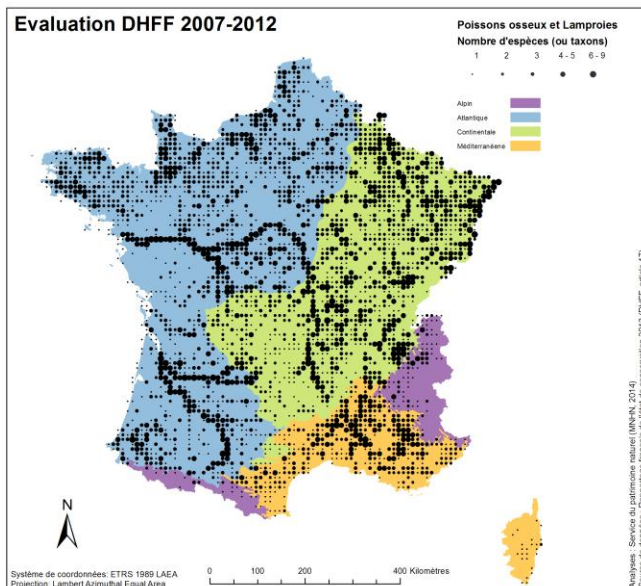 Evaluation DHFF 2007-2012
Poissons osseux et Lamproies
Nombre d'espèces (ou taxons)
1 2 3 4 - 5 6 - 9
Alpin
Atlantique
Continentale
Méditerranéene
N
Système de coordonnées: ETRS 1989 LAEA
Projection: Lambert Azimuthal Equal Area
0 100 200 400 Kilomètres
Analyses : Service du patrimoine naturel (MNHN, 2014)